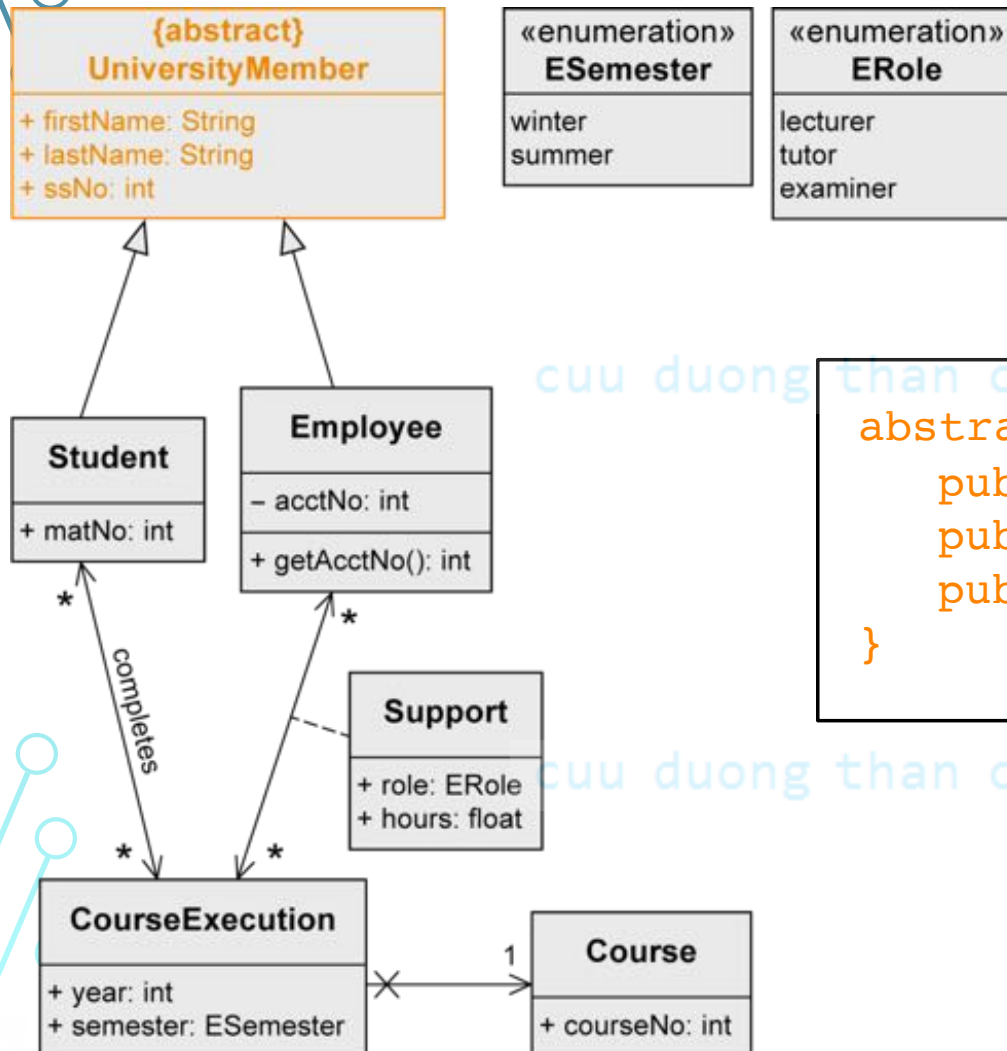 {abstract}
UniversityMember
+ firstName: String
+ lastName: String
+ ssNo: int
«enumeration»
ESemester
winter
summer
«enumeration»
ERole
lecturer
tutor
examiner
cuu duong than c
Student
+ matNo: int
Employee
– acctNo: int
+ getAcctNo(): int
abstra
pub
pub
pub
}
*
*
completes
Support
+ role: ERole
+ hours: float
cuu duong than c
*
*
CourseExecution
+ year: int
+ semester: ESemester
1
Course
+ courseNo: int